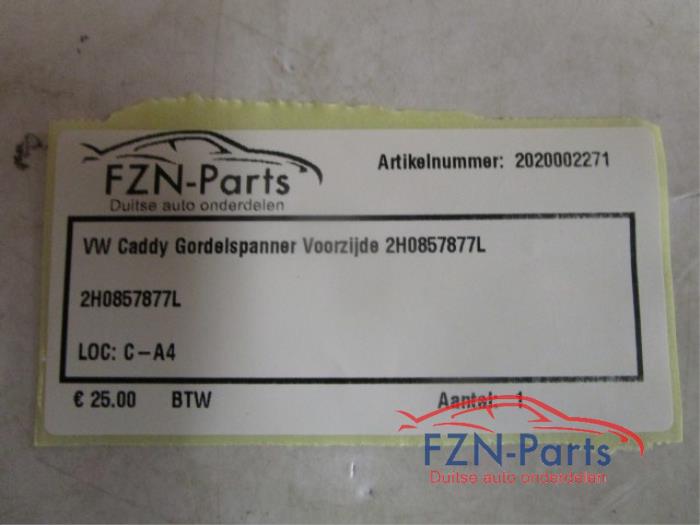 FZN-Parts
Duitse auto onderdelen
Artikelnummer: 2020002271
VW Caddy Gordelspanner Voorzijde 2H0857877L
2H0857877L
LOC: C-A4
€ 25.00 BTW Aantal: 1
FZN-Parts
Duitse auto onderdelen